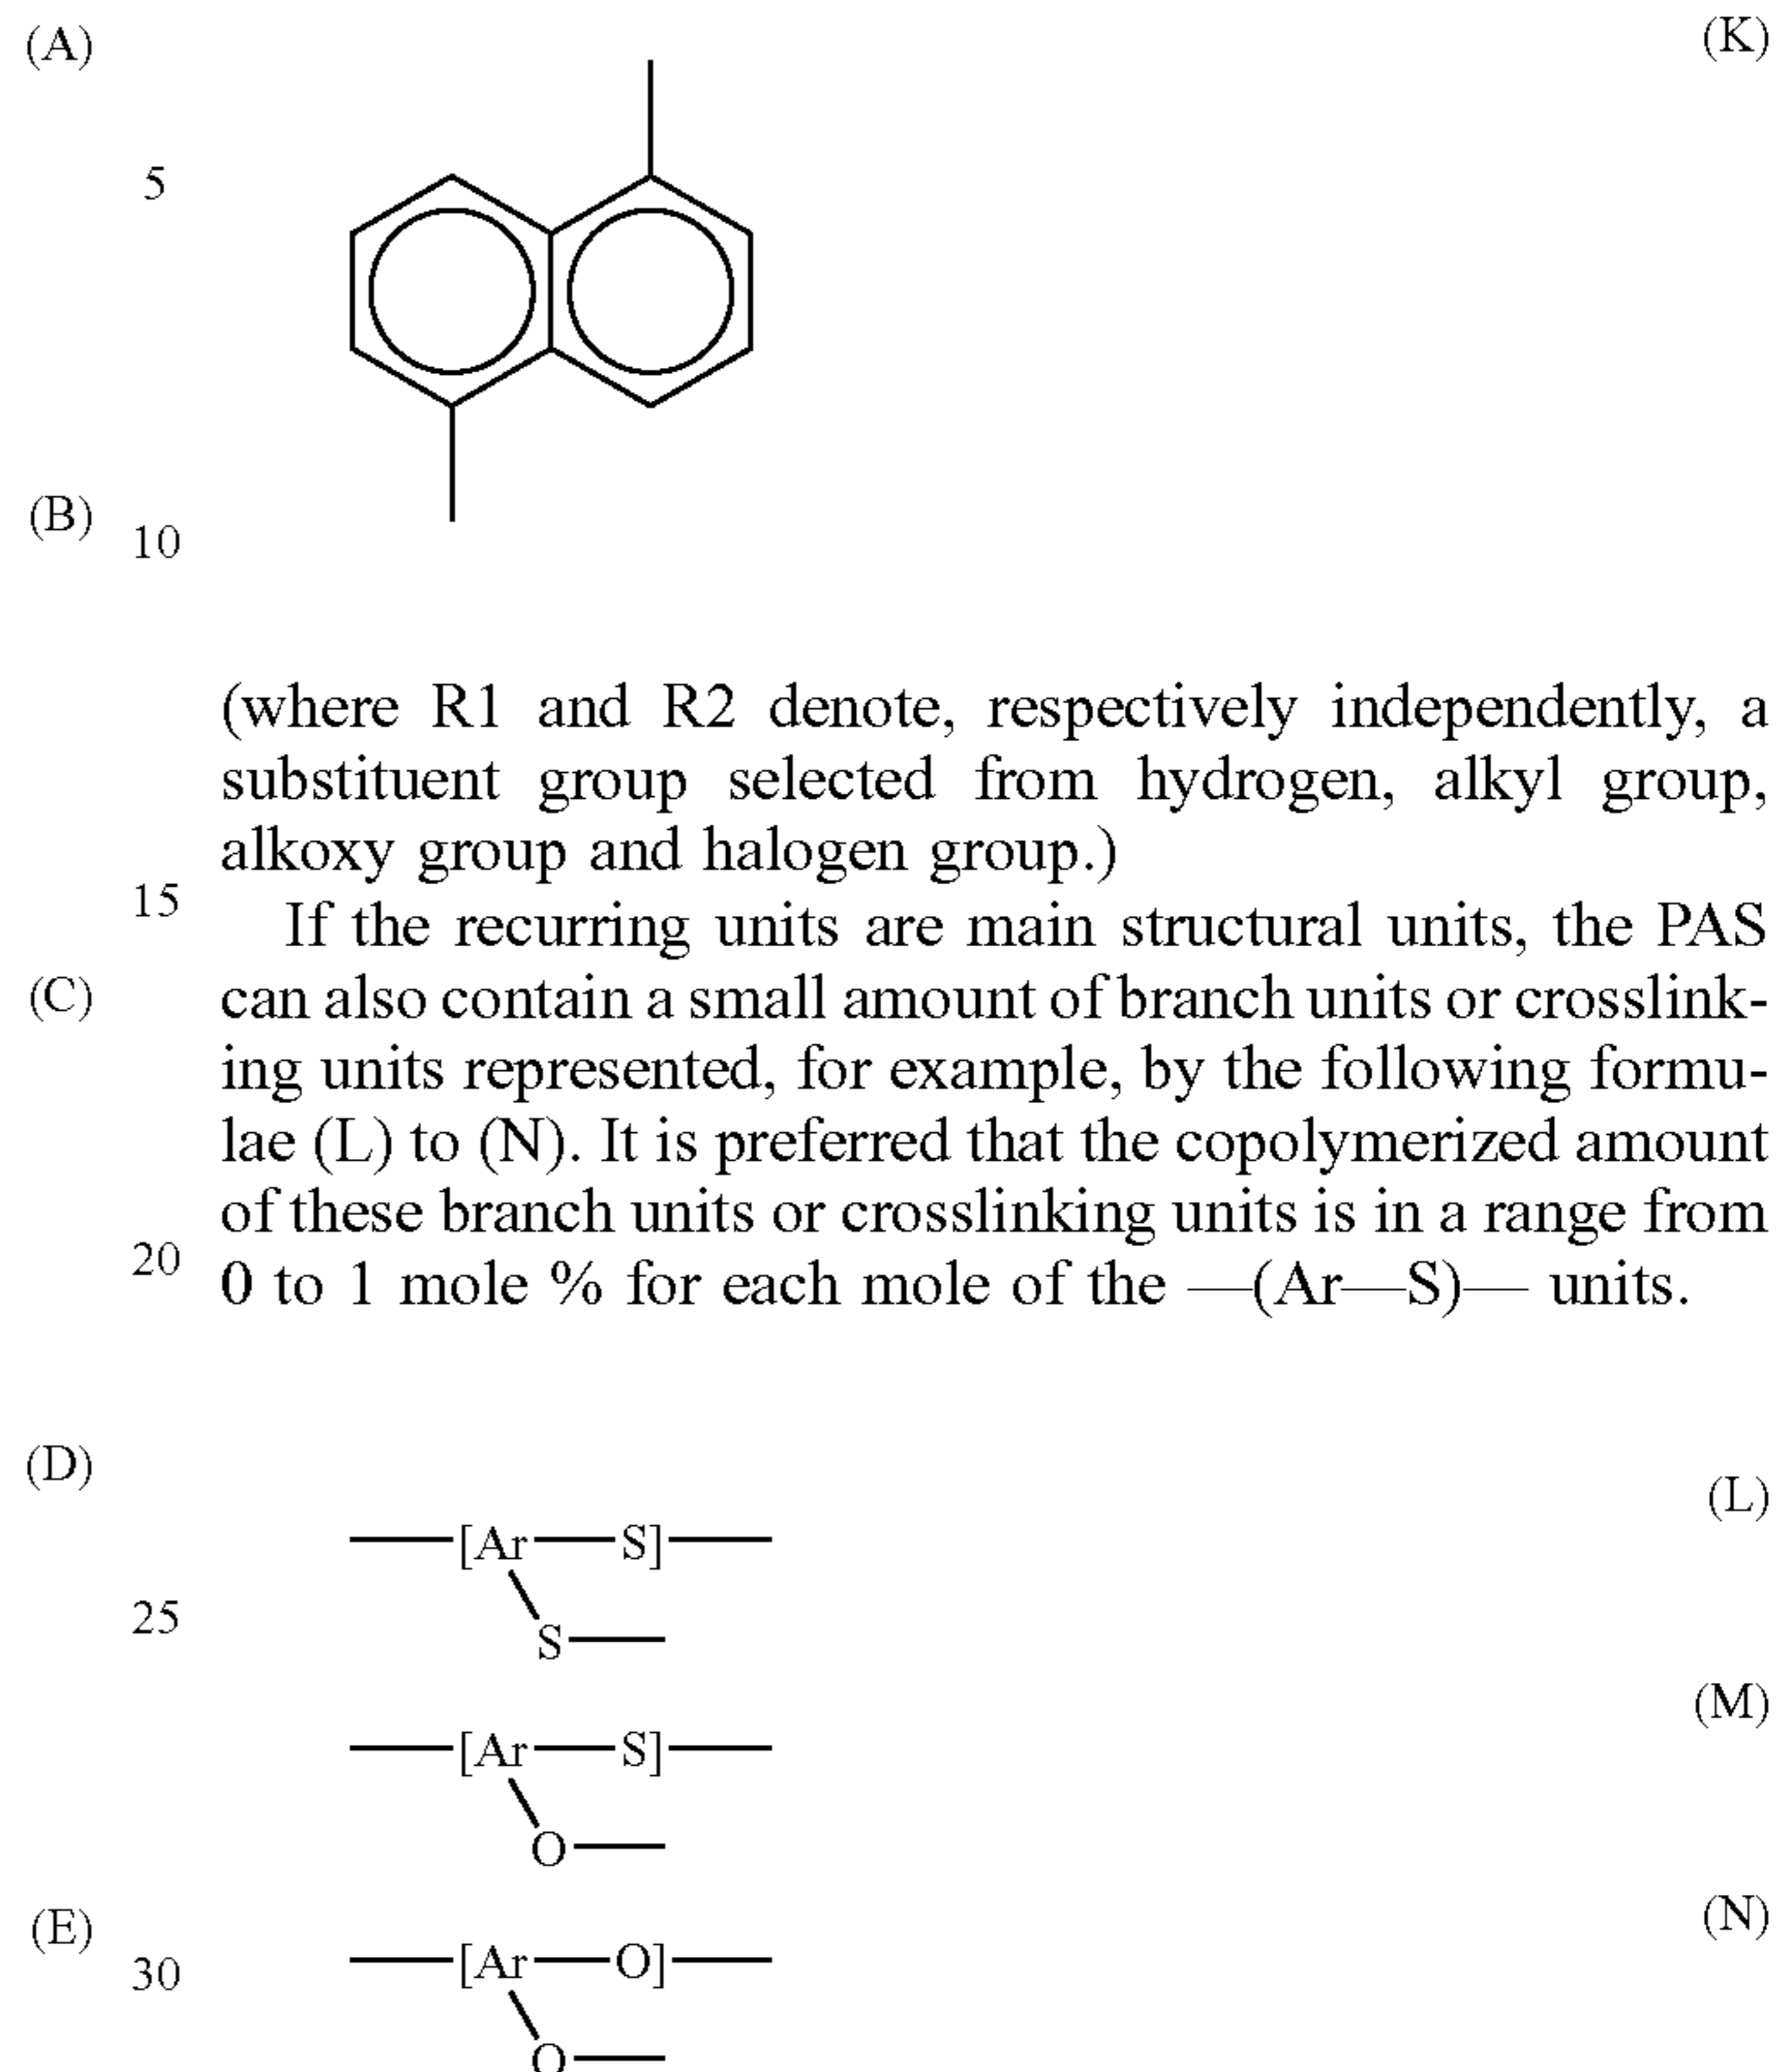 (A)
(K)
5
(B)
10
(where R1 and R2 denote, respectively independently, a
substituent group selected from hydrogen, alkyl group,
alkoxy group and halogen group.)
15
If the recurring units are main structural units, the PAS
(C)
can also contain a small amount of branch units or crosslink-
ing units represented, for example, by the following formu-
lae (L) to (N). It is preferred that the copolymerized amount
of these branch units or crosslinking units is in a range from
20
0 to 1 mole % for each mole of the —(Ar—S)— units.
(D)
(L)
—[Ar—S]—
25
S—
(M)
—[Ar—S]—
O—
(E)
(N)
—[Ar—O]—
30
O—